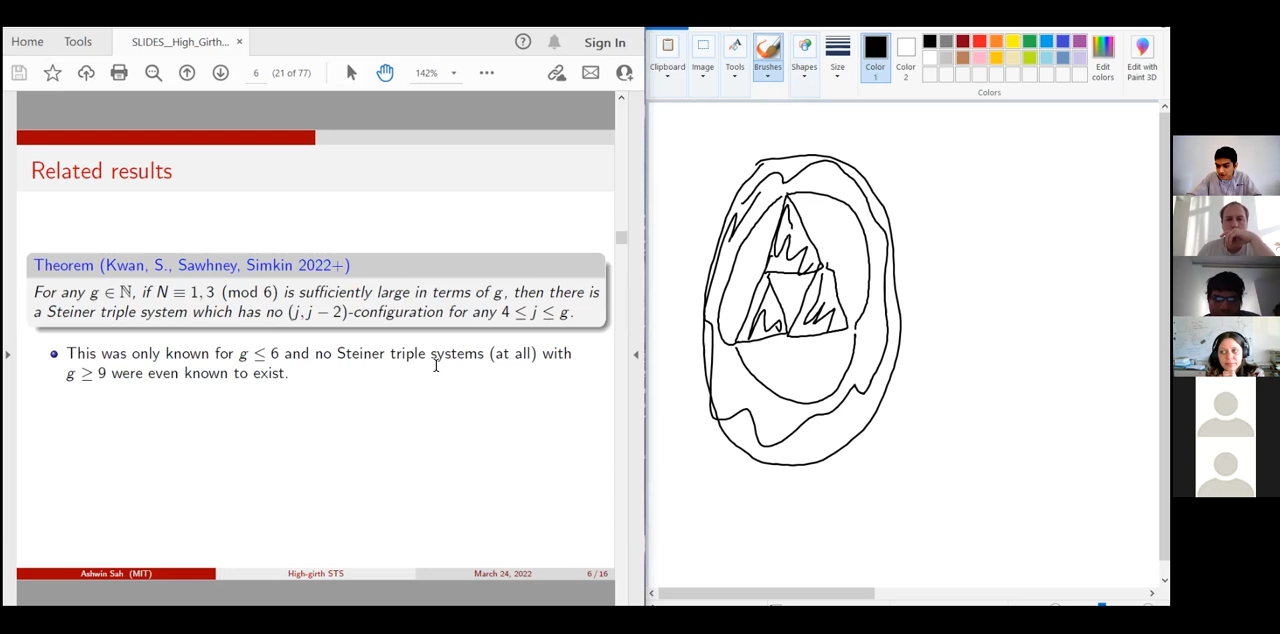 Home
Tools
SLIDES__High_Girth... ×
Sign In
6 (21 of 77)
142%
Related results
Theorem (Kwan, S., Sawhney, Simkin 2022+)
For any g ∈ ℕ, if N ≡ 1, 3 (mod 6) is sufficiently large in terms of g, then there is
a Steiner triple system which has no (j, j − 2)-configuration for any 4 ≤ j ≤ g.
This was only known for g ≤ 6 and no Steiner triple systems (at all) with
g ≥ 9 were even known to exist.
Ashwin Sah (MIT)
High-girth STS
March 24, 2022
6 / 16
Clipboard
Image
Tools
Brushes
Shapes
Size
Color
1
Color
2
Edit
colors
Edit with
Paint 3D
Colors